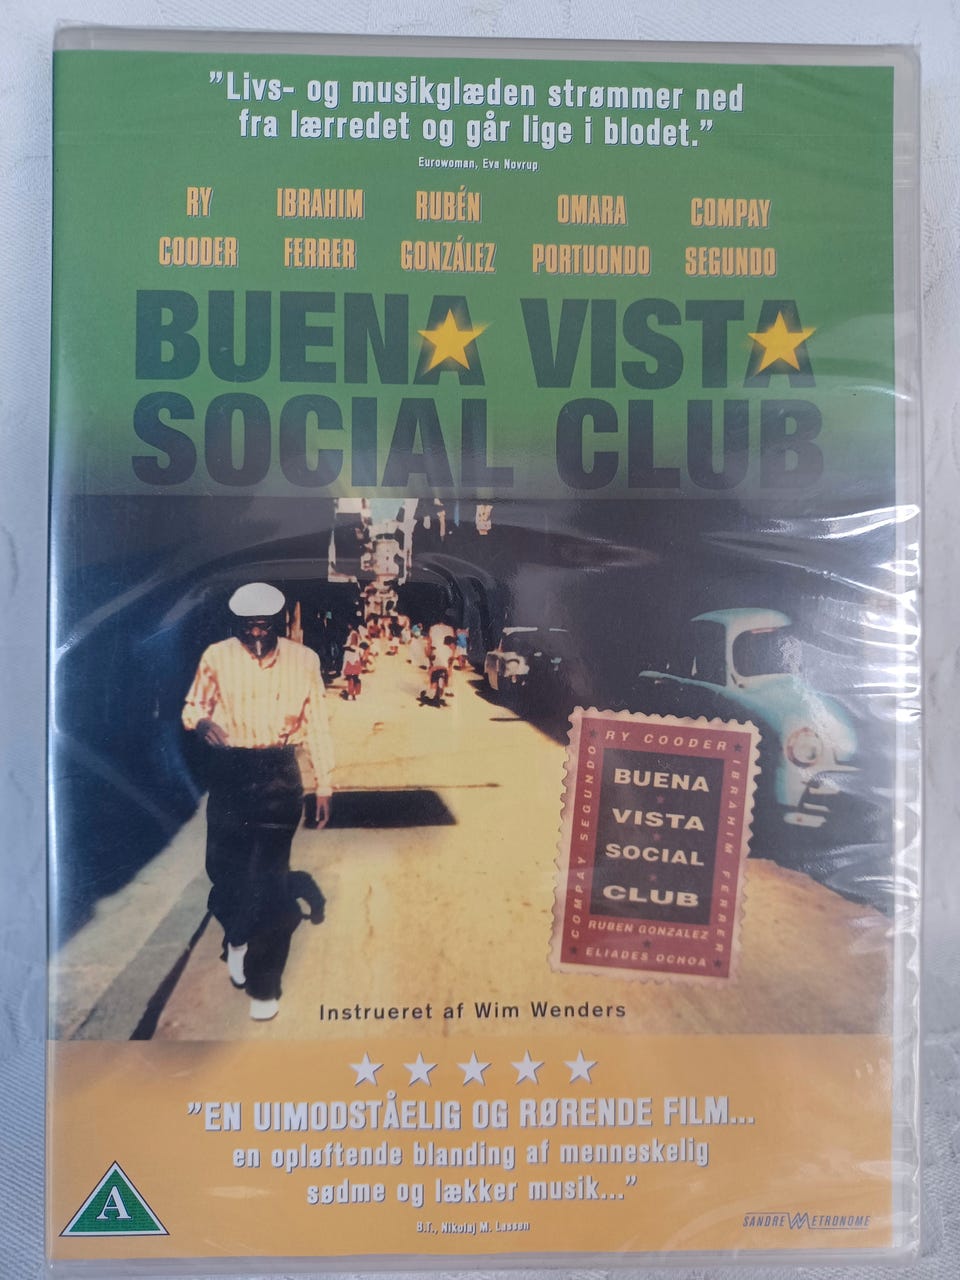 "Livs- og musikglæden strømmer ned
fra lærredet og går lige i blodet."
Eurowoman, Eva Novrup
RY IBRAHIM RUBÉN OMARA COMPAY
COODER FERRER GONZÁLEZ PORTUONDO SEGUNDO
BUENA VISTA
SOCIAL CLUB
RY COODER
IBRAHIM FERRER
COMPAY SEGUNDO
BUENA
VISTA
SOCIAL
CLUB
RUBEN GONZALEZ
ELIADES OCHOA
Instrueret af Wim Wenders
"EN UIMODSTÅELIG OG RØRENDE FILM...
en opløftende blanding af menneskelig
sødme og lækker musik..."
B.T., Nikolaj M. Lassen
A
SANDREW METRONOME